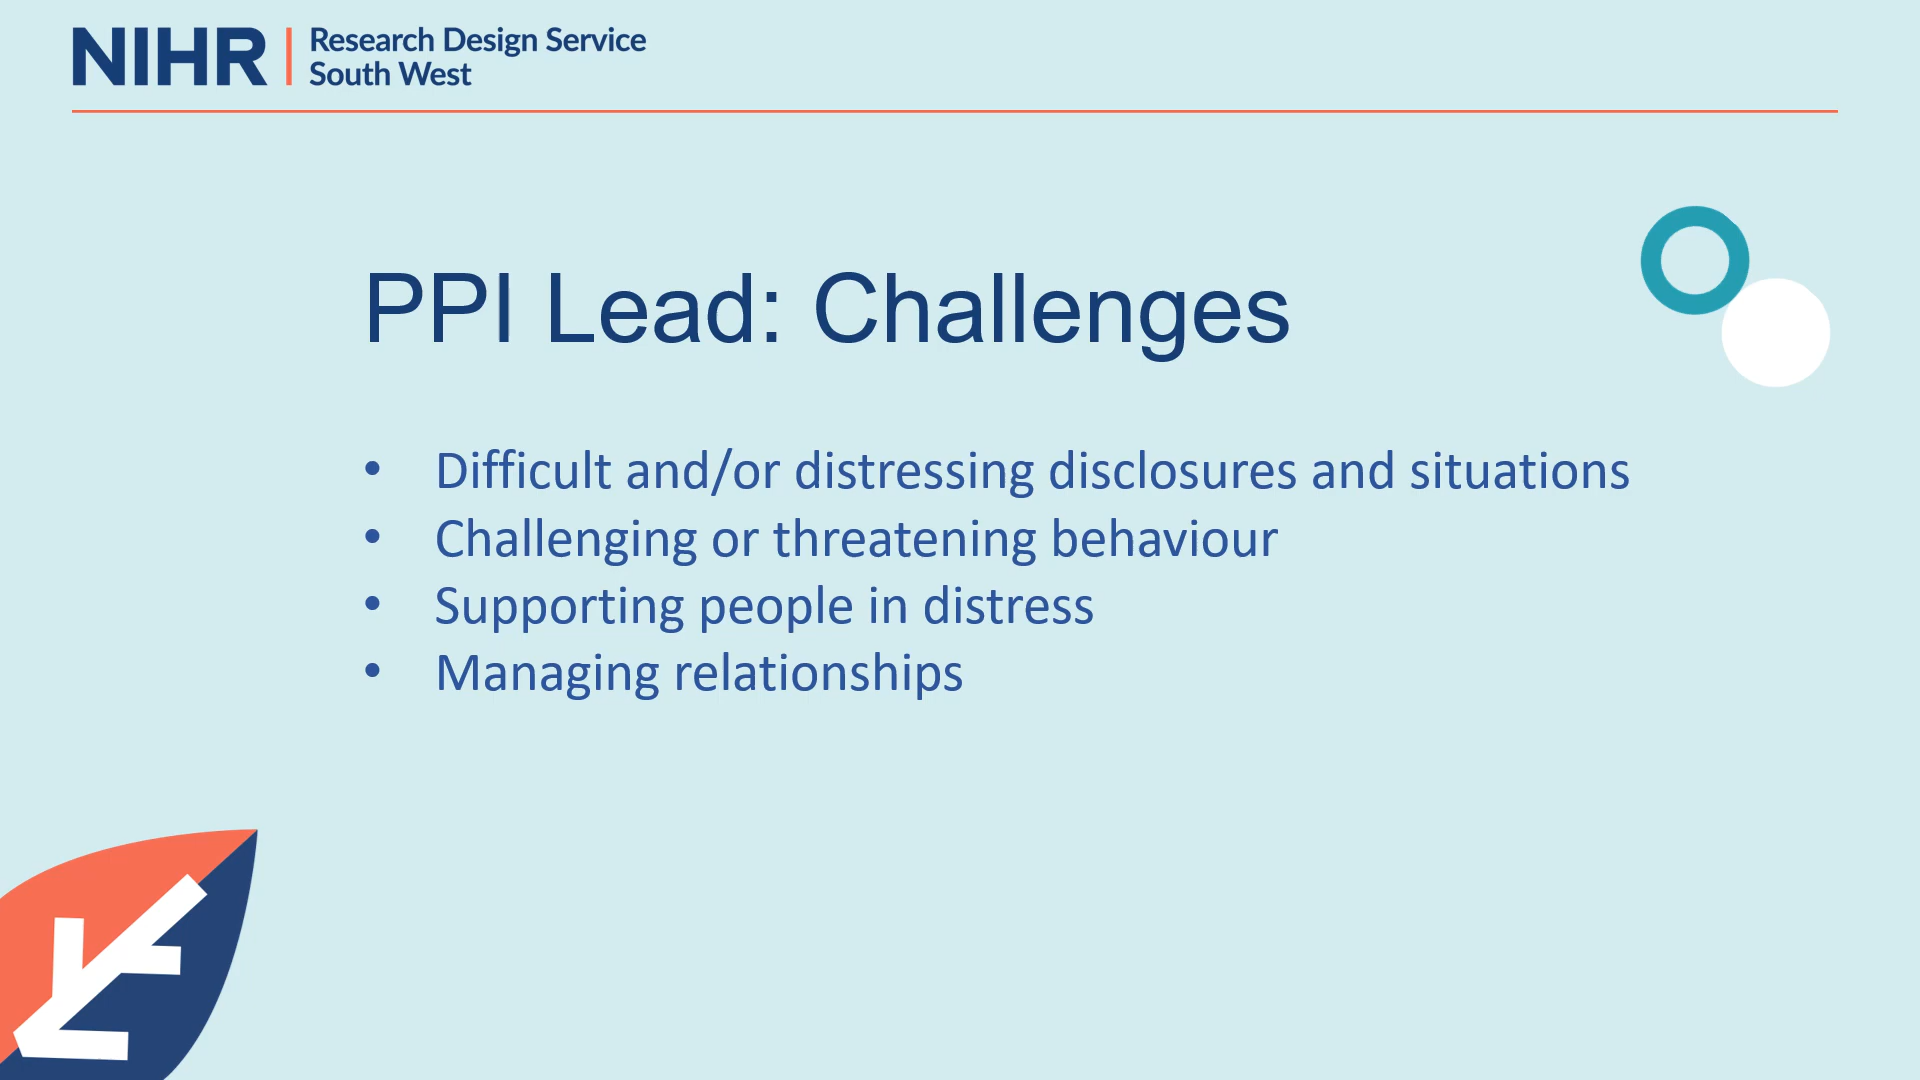 NIHR | Research Design Service
South West
PPI Lead: Challenges
• Difficult and/or distressing disclosures and situations
• Challenging or threatening behaviour
• Supporting people in distress
• Managing relationships